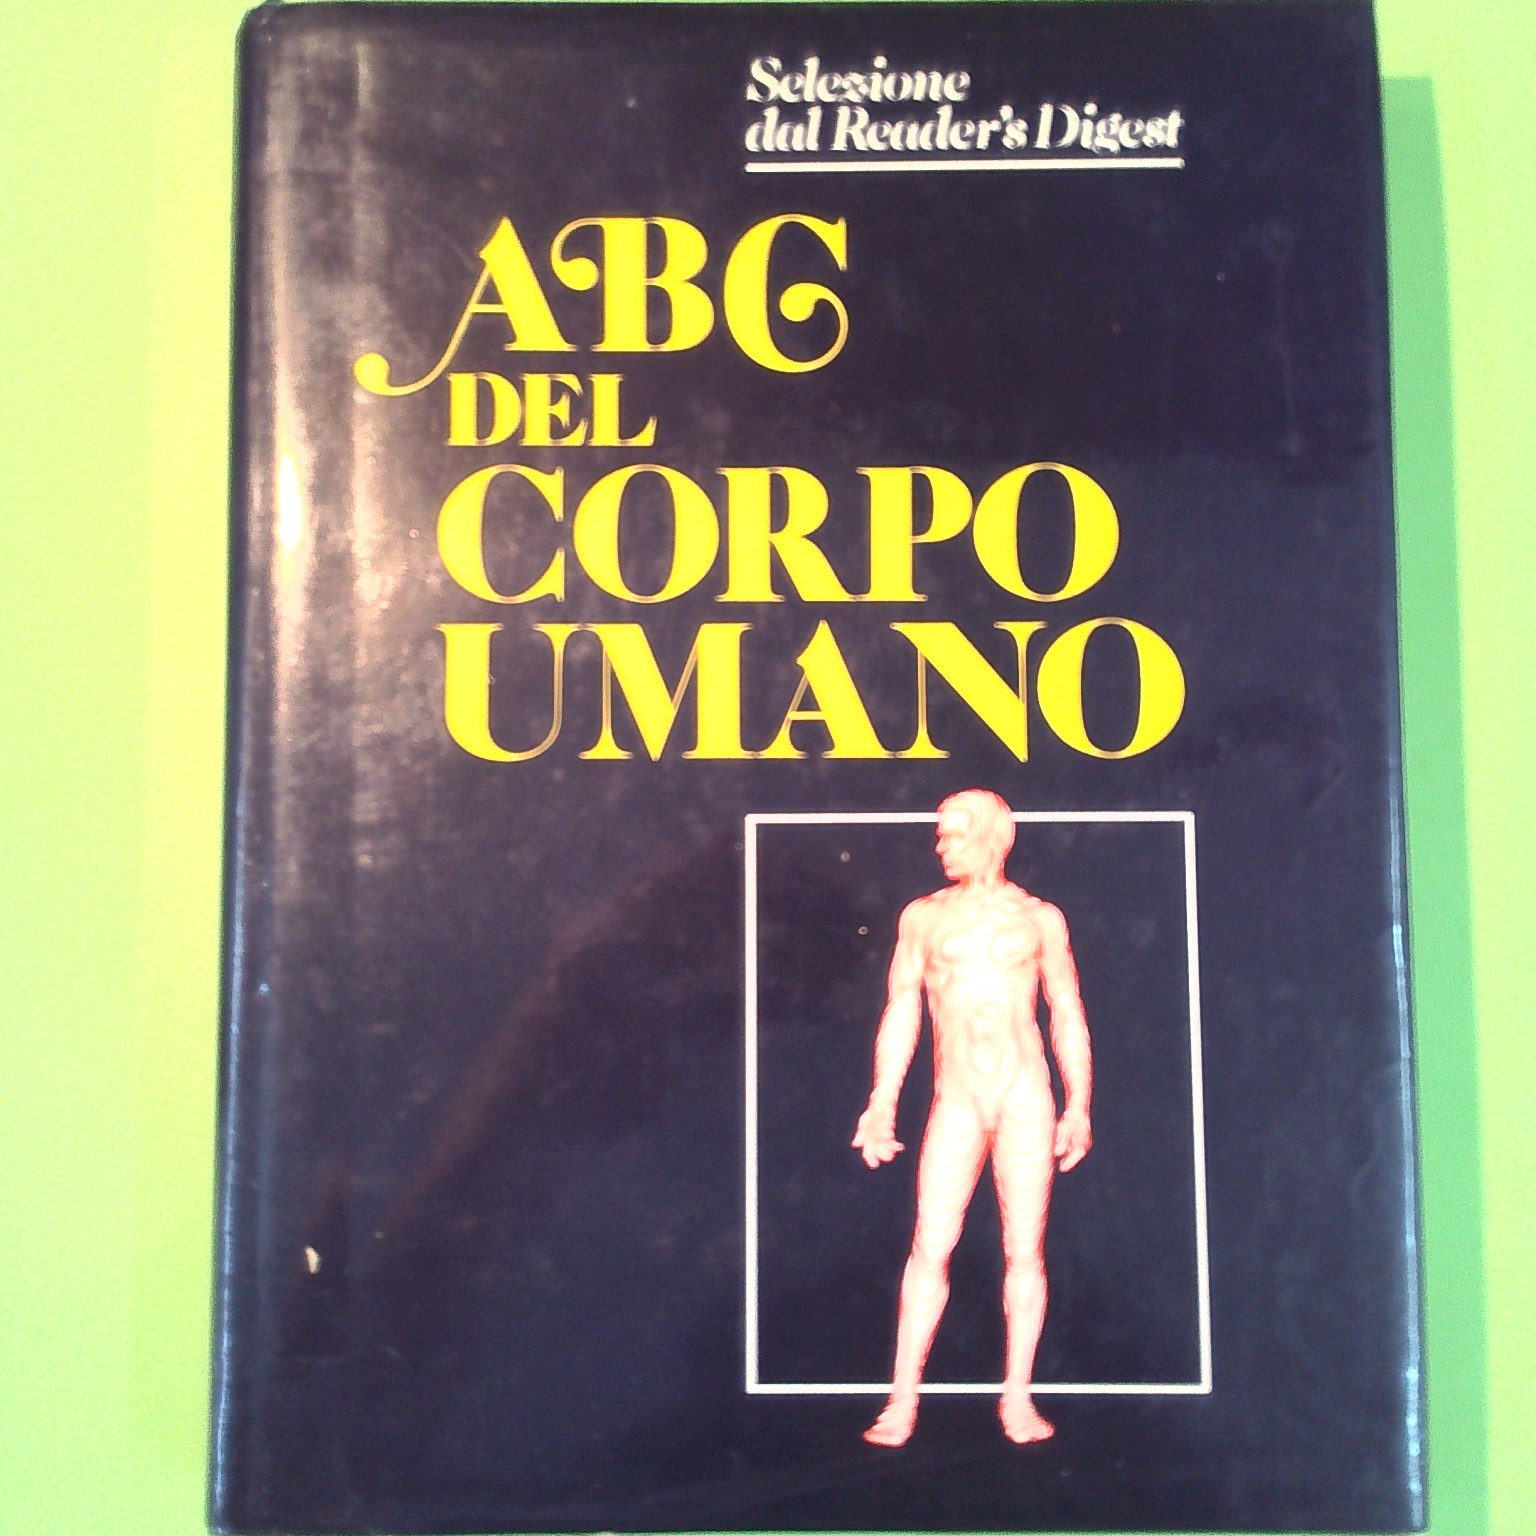 Selezione
dal Reader's Digest
ABC
DEL
CORPO
UMANO